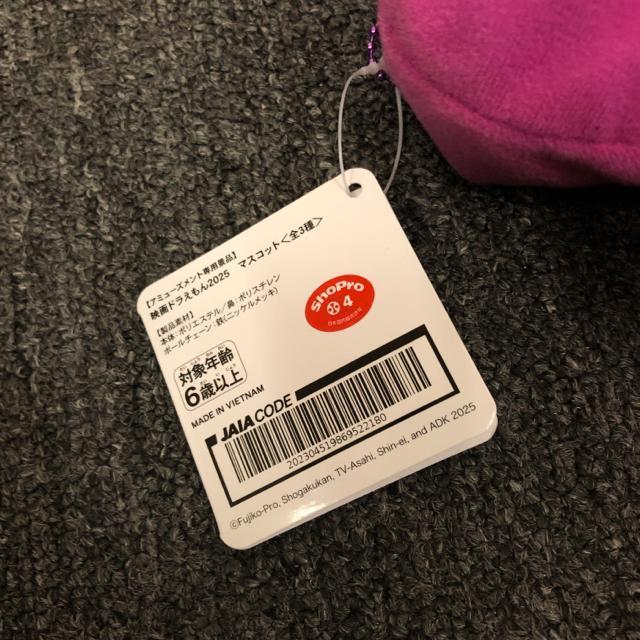 【アミューズメント専用景品】
映画ドラえもん2025 マスコット<全3種>
【製品素材】
本体:ポリエステル/鼻:ポリスチレン
ボールチェーン:鉄(ニッケルメッキ)
対象年齢
6歳以上
MADE IN VIETNAM
ShoPro
小 4
JAIA CODE
202304519869522180
©Fujiko-Pro, Shogakukan, TV-Asahi, Shin-ei, and ADK 2025